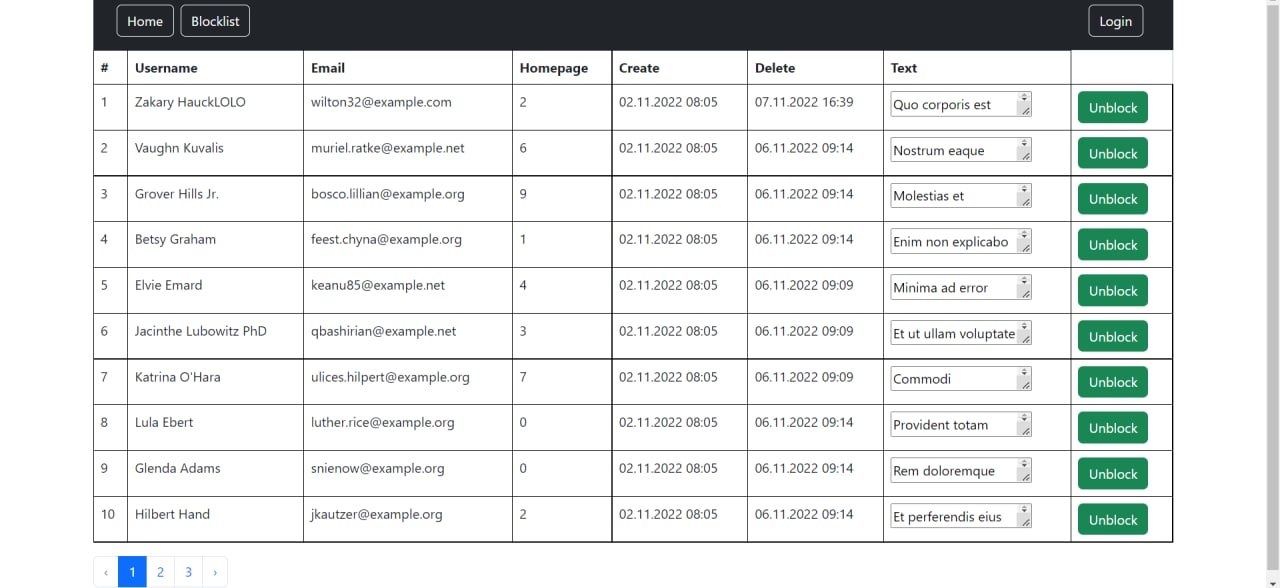 Home Blocklist Login
# Username Email Homepage Create Delete Text
1 Zakary HauckLOLO wilton32@example.com 2 02.11.2022 08:05 07.11.2022 16:39 Quo corporis est Unblock
2 Vaughn Kuvalis muriel.ratke@example.net 6 02.11.2022 08:05 06.11.2022 09:14 Nostrum eaque Unblock
3 Grover Hills Jr. bosco.lillian@example.org 9 02.11.2022 08:05 06.11.2022 09:14 Molestias et Unblock
4 Betsy Graham feest.chyna@example.org 1 02.11.2022 08:05 06.11.2022 09:14 Enim non explicabo Unblock
5 Elvie Emard keanu85@example.net 4 02.11.2022 08:05 06.11.2022 09:09 Minima ad error Unblock
6 Jacinthe Lubowitz PhD qbashirian@example.net 3 02.11.2022 08:05 06.11.2022 09:09 Et ut ullam voluptate Unblock
7 Katrina O'Hara ulices.hilpert@example.org 7 02.11.2022 08:05 06.11.2022 09:09 Commodi Unblock
8 Lula Ebert luther.rice@example.org 0 02.11.2022 08:05 06.11.2022 09:14 Provident totam Unblock
9 Glenda Adams snienow@example.org 0 02.11.2022 08:05 06.11.2022 09:14 Rem doloremque Unblock
10 Hilbert Hand jkautzer@example.org 2 02.11.2022 08:05 06.11.2022 09:14 Et perferendis eius Unblock
‹ 1 2 3 ›